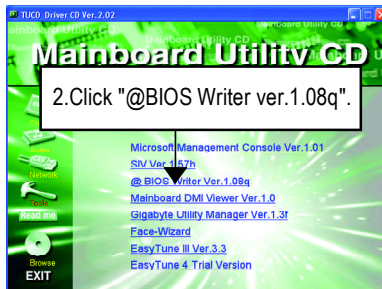 TUCD Driver CD Ver.2.02
Mainboard Utility CD
Mainboard Utility CD
2.Click "@BIOS Writer ver.1.08q".
Microsoft Management Console Ver.1.01
SIV Ver.1.57h
@ BIOS Writer Ver.1.08q
Mainboard DMI Viewer Ver.1.0
Gigabyte Utility Manager Ver.1.3f
Face-Wizard
EasyTune III Ver.3.3
EasyTune 4 Trial Version
Network
Tools
Read me
Browse
EXIT